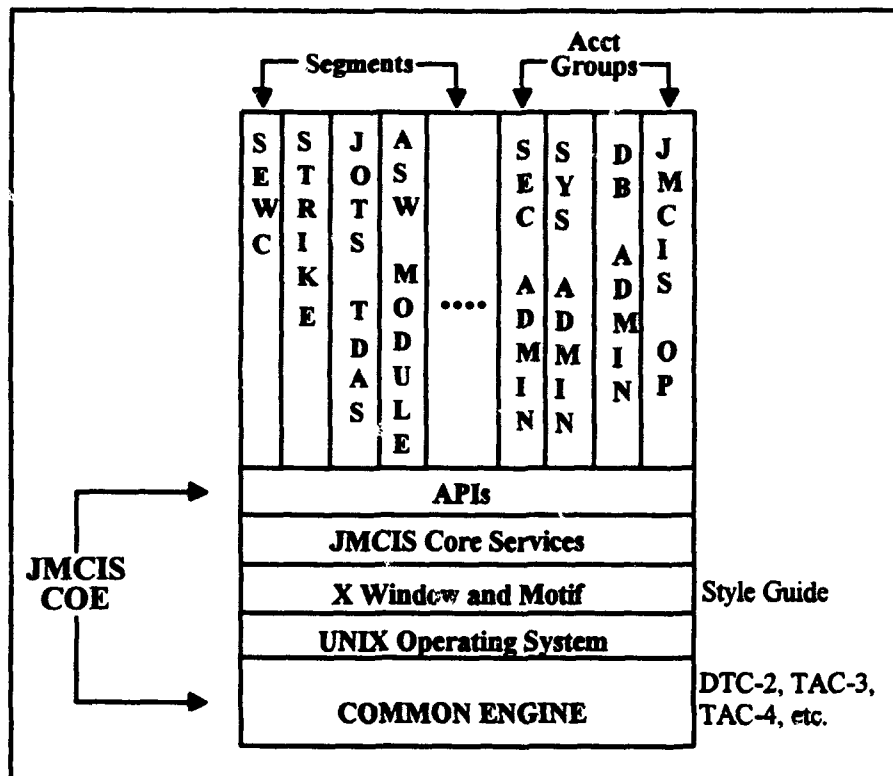 Segments
Acct
Groups
SEWC
STRIKE
JOTS TDAS
ASW MODULE
....
SEC ADMIN
SYS ADMIN
DB ADMIN
JMCIS OP
APIs
JMCIS Core Services
JMCIS
COE
X Window and Motif
Style Guide
UNIX Operating System
COMMON ENGINE
DTC-2, TAC-3,
TAC-4, etc.